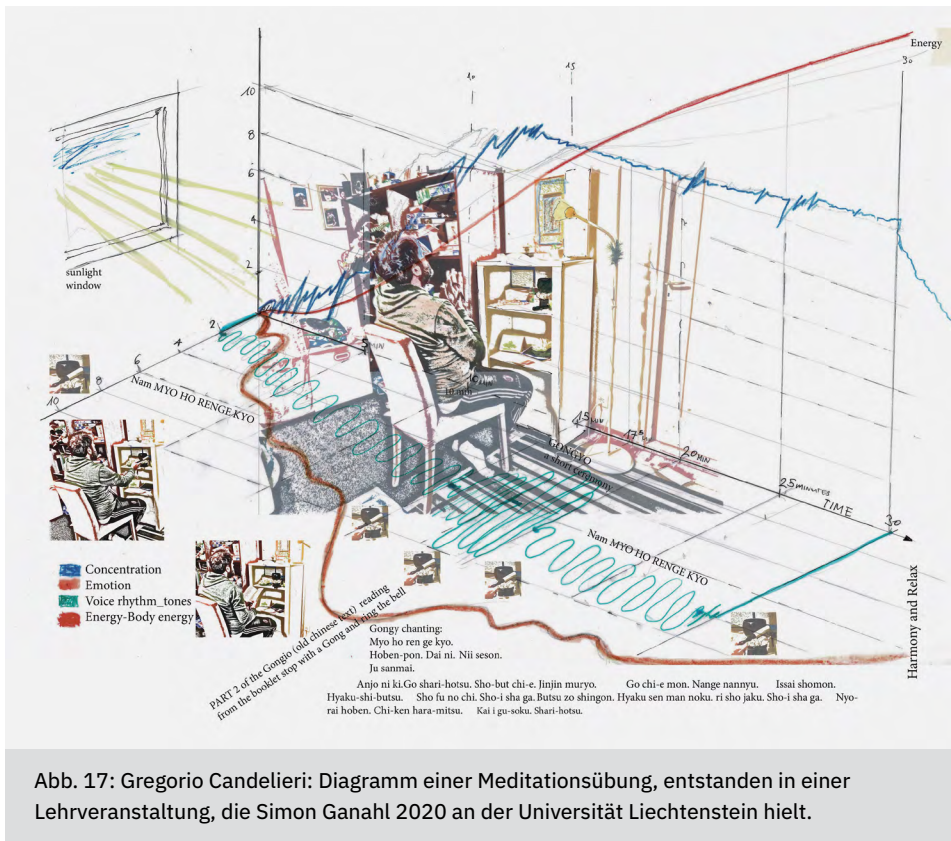 Energy
10
15
30
10
8
6
4
2
sunlight
window
2
4
6
8
10
5 MIN
Nam MYO HO RENGE KYO
15 MIN
GONGYO
a short ceremony
17.5
20 MIN
25 minutes
TIME
30
Nam MYO HO RENGE KYO
Harmony and Relax
Concentration
Emotion
Voice rhythm_tones
Energy-Body energy
PART 2 of the Gongio (old chinese text) reading
from the booklet stop with a Gong and ring the bell
Gongy chanting:
Myo ho ren ge kyo.
Hoben-pon. Dai ni. Nii seson.
Ju sanmai.
Anjo ni ki.Go shari-hotsu. Sho-but chi-e. Jinjin muryo. Go chi-e mon. Nange nannyu. Issai shomon.
Hyaku-shi-butsu. Sho fu no chi. Sho-i sha ga. Butsu zo shingon. Hyaku sen man noku. ri sho jaku. Sho-i sha ga. Nyo-
rai hoben. Chi-ken hara-mitsu. Kai i gu-soku. Shari-hotsu.
Abb. 17: Gregorio Candelieri: Diagramm einer Meditationsübung, entstanden in einer
Lehrveranstaltung, die Simon Ganahl 2020 an der Universität Liechtenstein hielt.